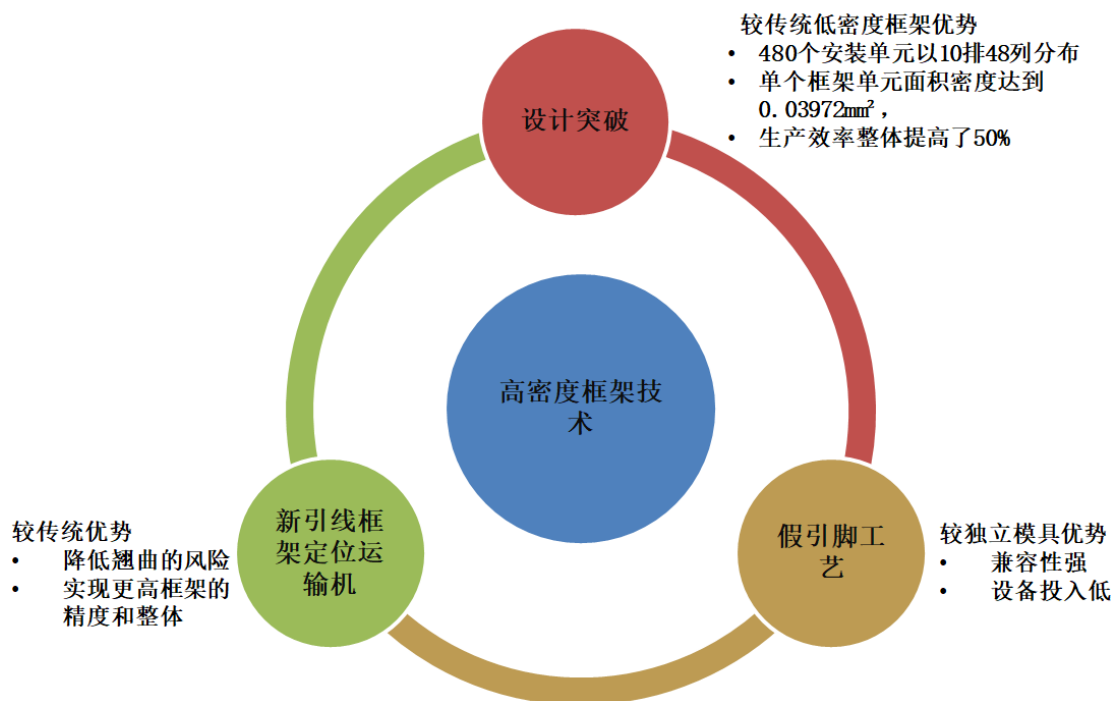 较传统低密度框架优势
• 480个安装单元以10排48列分布
• 单个框架单元面积密度达到
0.03972mm²，
• 生产效率整体提高了50%
设计突破
高密度框架技
术
新引线框
架定位运
输机
较传统优势
• 降低翘曲的风险
• 实现更高框架的
精度和整体
假引脚工
艺
较独立模具优势
• 兼容性强
• 设备投入低